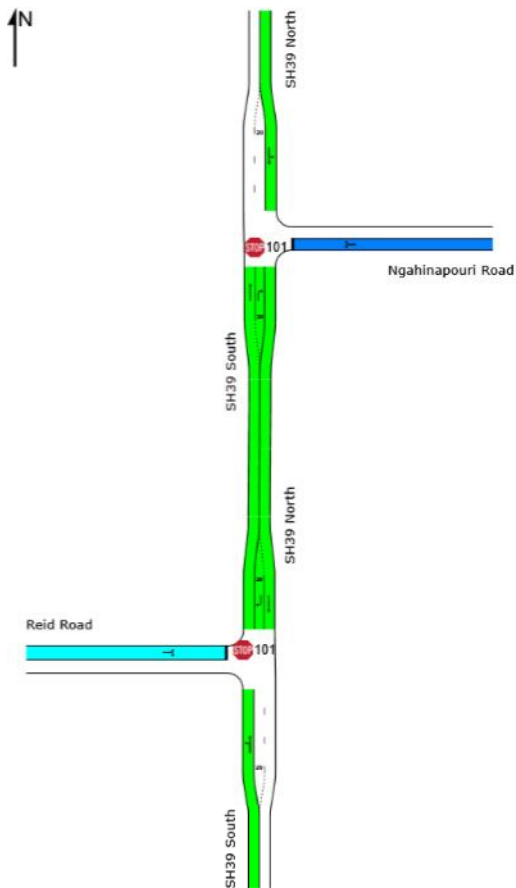 N
SH39 North
STOP 101
Ngahinapouri Road
SH39 South
SH39 North
Reid Road
STOP 101
SH39 South